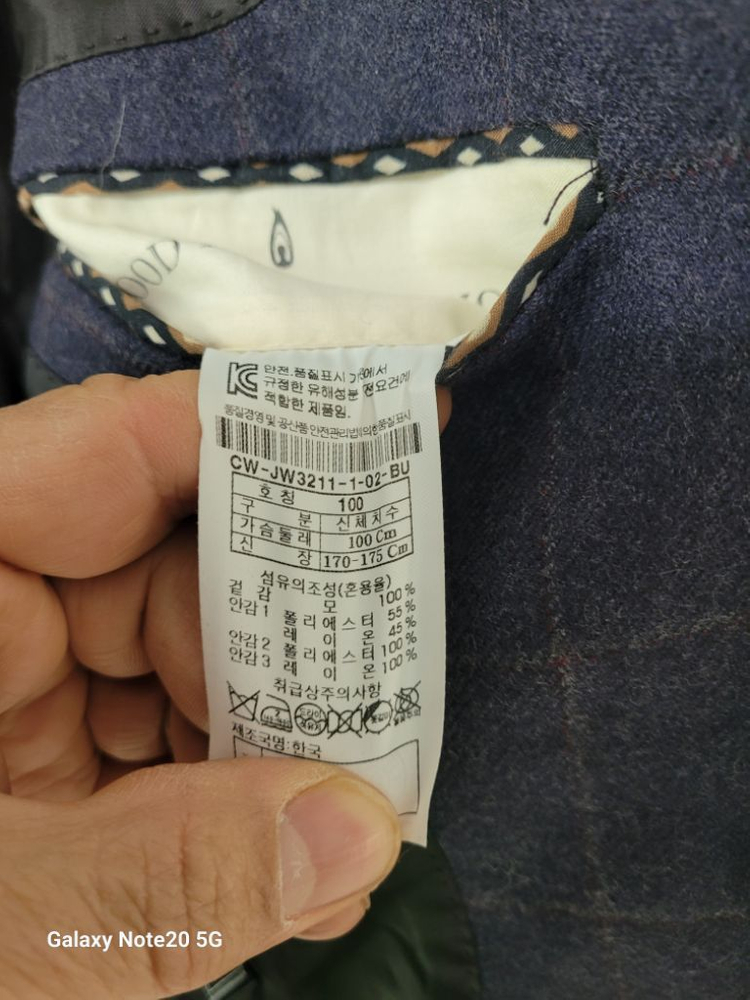 KC 안전.품질표시 기준에서
규정한 유해성분 전요건에
적합한 제품임.
품질경영 및 공산품안전관리법에의한품질표시
CW-JW3211-1-02-BU
호 칭 100
구 분 신체치수
가슴둘레 100 Cm
신 장 170-175 Cm
섬유의조성(혼용율)
겉 감 모 100 %
안감 1 폴 리 에 스 터 55 %
레 이 온 45 %
안감 2 폴 리 에 스 터 100 %
안감 3 레 이 온 100 %
취급상주의사항
드라이
제조국명:한국
Galaxy Note20 5G